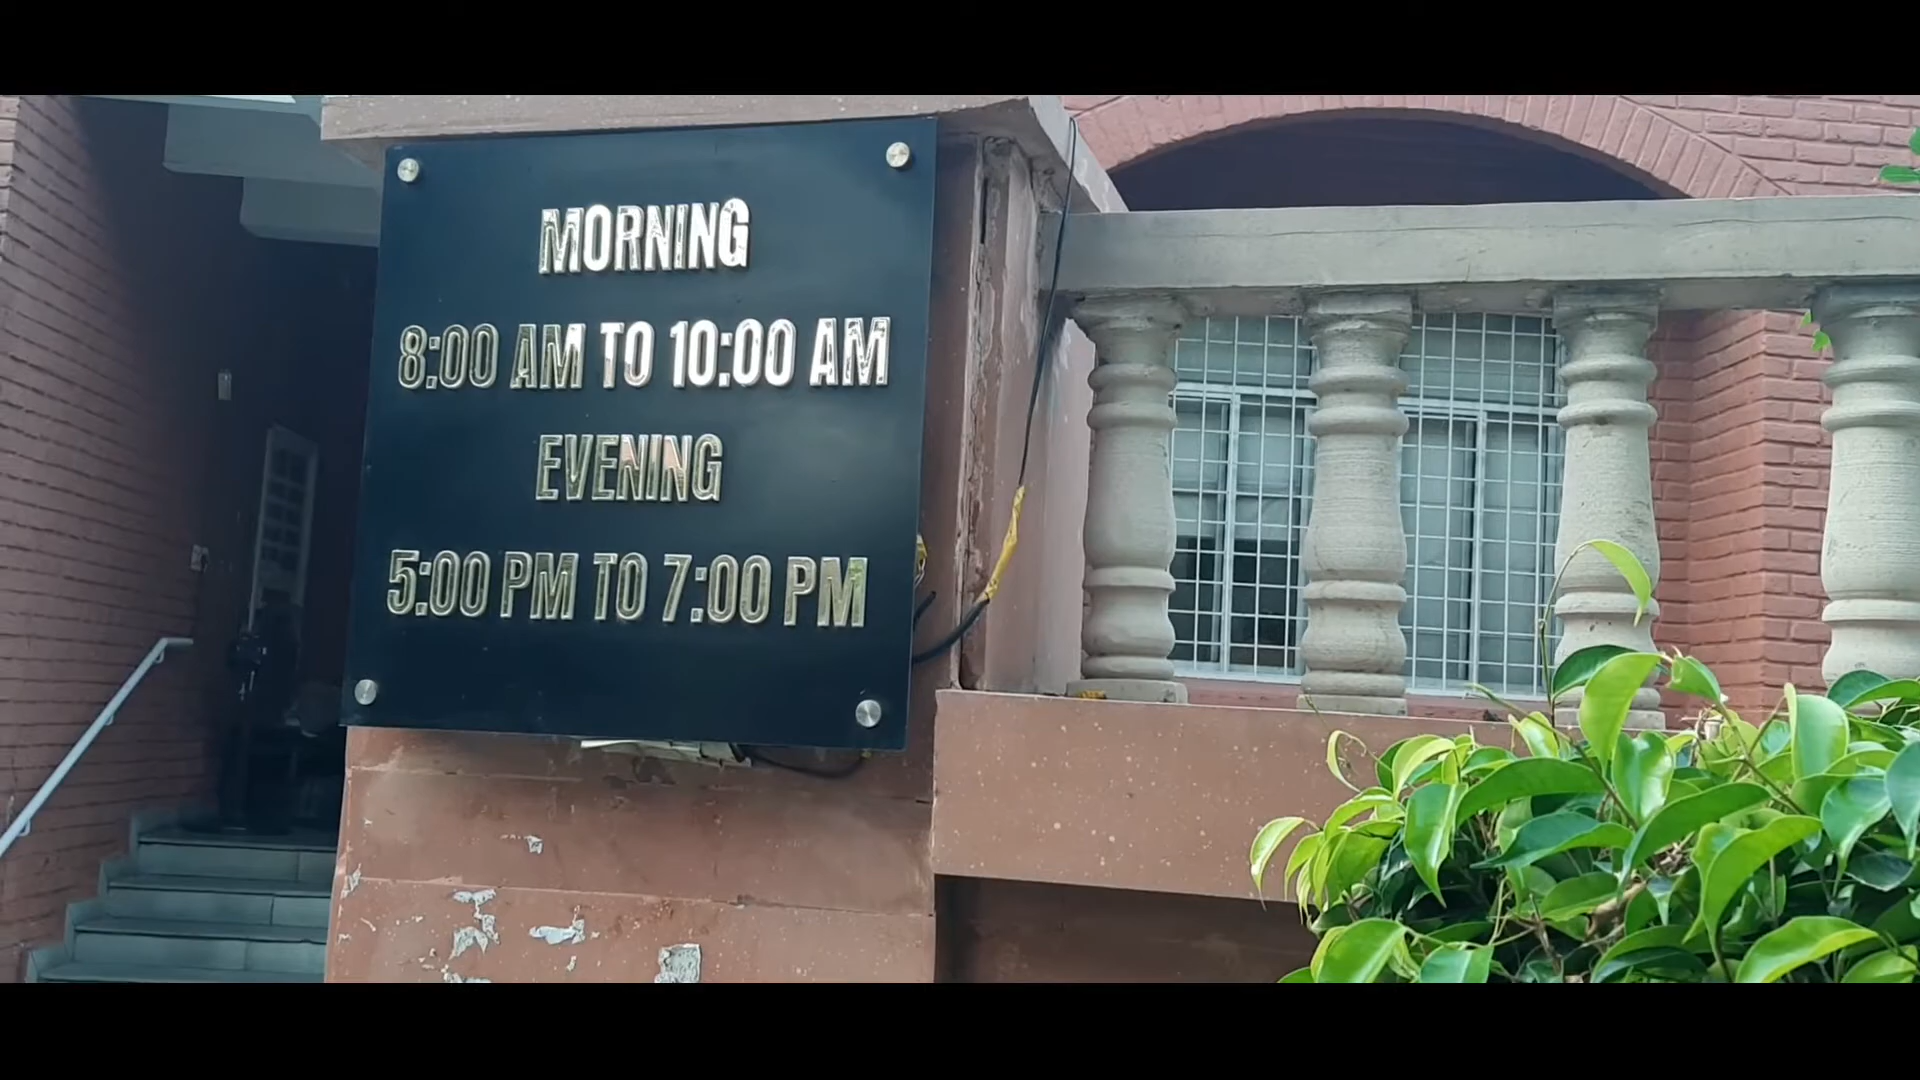 MORNING
8:00 AM TO 10:00 AM
EVENING
5:00 PM TO 7:00 PM